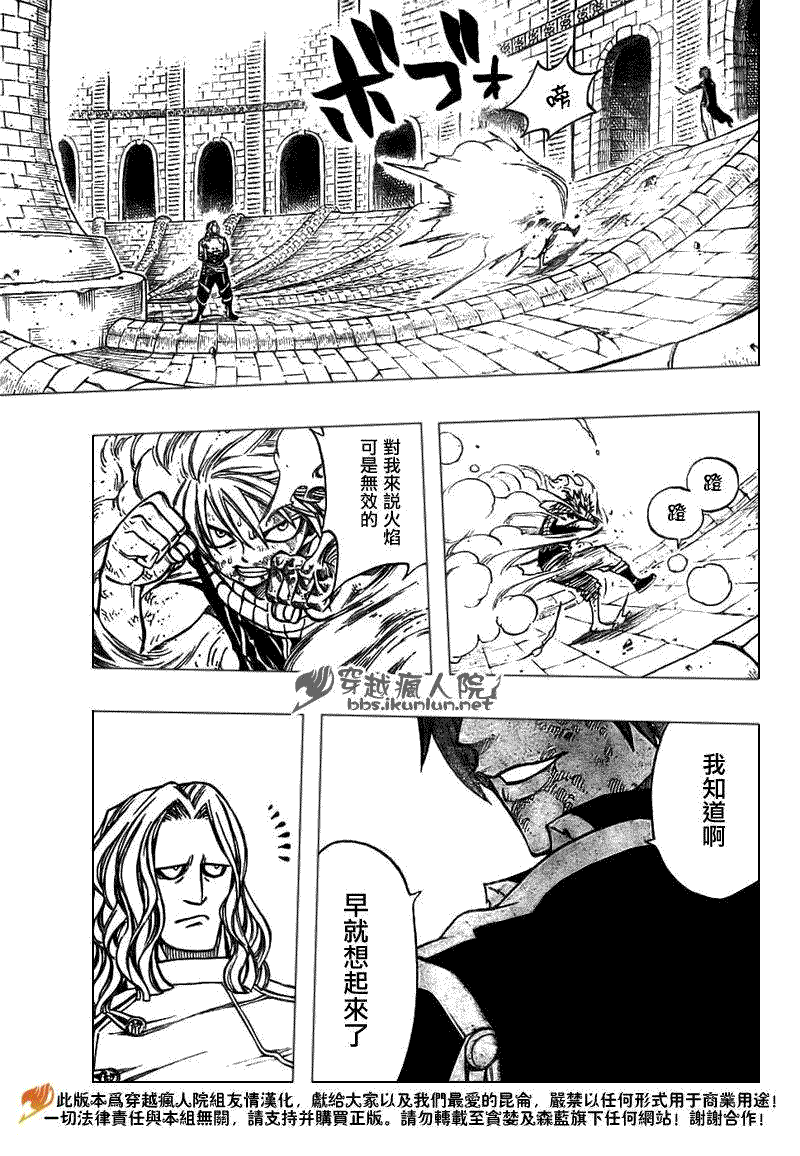 ボゴォ
嗙
蹬
蹬
對我來説火焰
可是無效的
我知道啊
早就想起來了
穿越瘋人院
bbs.ikunlun.net
此版本爲穿越瘋人院組友情漢化，獻給大家以及我們最愛的昆侖，嚴禁以任何形式用于商業用途！
一切法律責任與本組無關，請支持并購買正版。請勿轉載至貪婪及森藍旗下任何網站！謝謝合作！